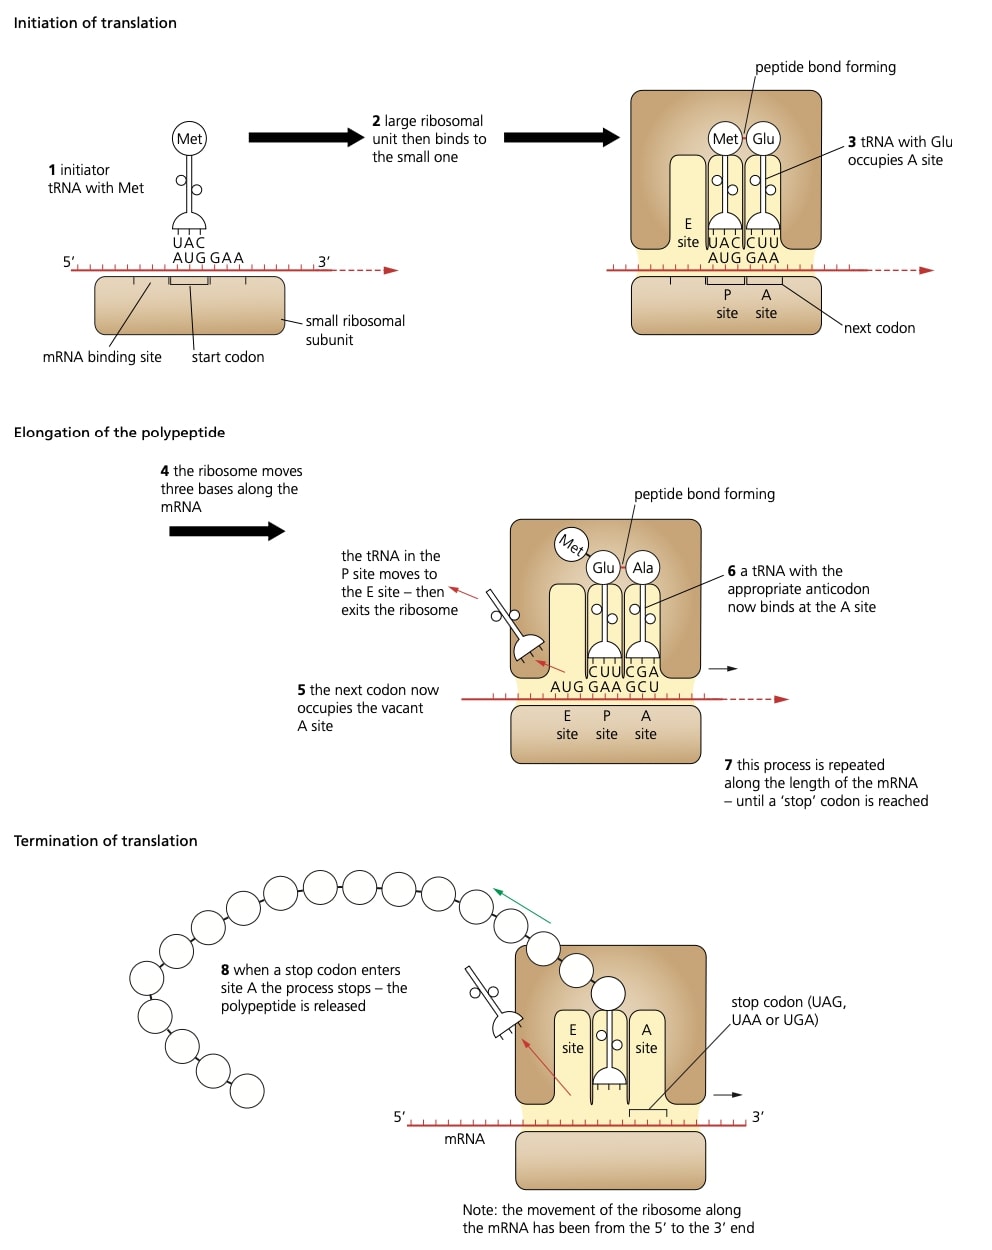 Initiation of translation
peptide bond forming
2 large ribosomal
unit then binds to
the small one
Met
1 initiator
tRNA with Met
UAC
AUG GAA
5′
3′
small ribosomal
subunit
mRNA binding site
start codon
Met
Glu
3 tRNA with Glu
occupies A site
E
site
UAC CUU
AUG GAA
P
site
A
site
next codon
Elongation of the polypeptide
4 the ribosome moves
three bases along the
mRNA
peptide bond forming
the tRNA in the
P site moves to
the E site – then
exits the ribosome
Met
Glu
Ala
6 a tRNA with the
appropriate anticodon
now binds at the A site
5 the next codon now
occupies the vacant
A site
CUU CGA
AUG GAA GCU
E
site
P
site
A
site
7 this process is repeated
along the length of the mRNA
– until a ‘stop’ codon is reached
Termination of translation
8 when a stop codon enters
site A the process stops – the
polypeptide is released
E
site
A
site
stop codon (UAG,
UAA or UGA)
5′
3′
mRNA
Note: the movement of the ribosome along
the mRNA has been from the 5′ to the 3′ end